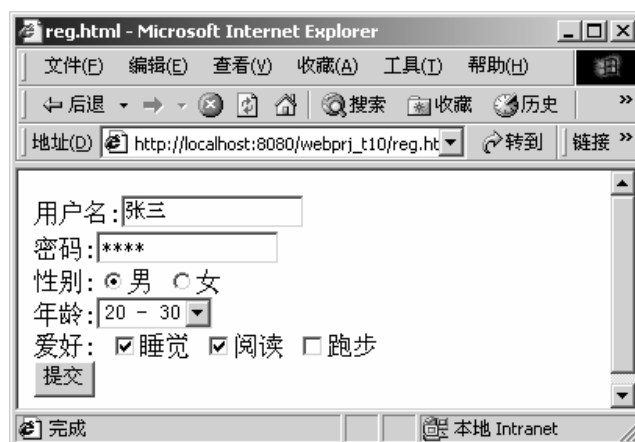 reg.html - Microsoft Internet Explorer
文件(F) 编辑(E) 查看(V) 收藏(A) 工具(T) 帮助(H)
后退 搜索 收藏 历史 »
地址(D) http://localhost:8080/webprj_t10/reg.ht 转到 链接 »
用户名:张三
密码:****
性别: 男 女
年龄: 20 - 30
爱好: 睡觉 阅读 跑步
提交
完成 本地 Intranet